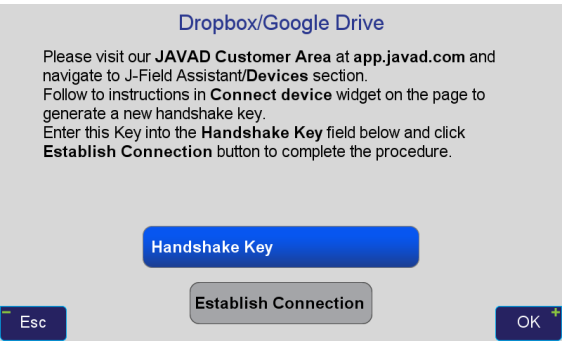 Dropbox/Google Drive
Please visit our JAVAD Customer Area at app.javad.com and
navigate to J-Field Assistant/Devices section.
Follow to instructions in Connect device widget on the page to
generate a new handshake key.
Enter this Key into the Handshake Key field below and click
Establish Connection button to complete the procedure.
Handshake Key
Establish Connection
- Esc
OK +